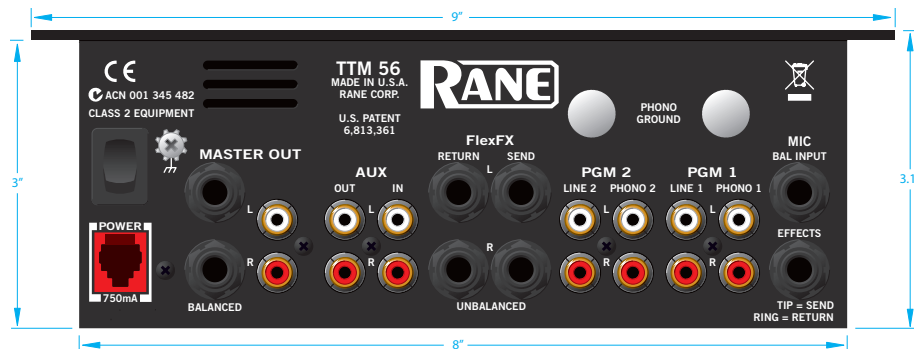 9"
3"
3.1
8"
CE
ACN 001 345 482
CLASS 2 EQUIPMENT
TTM 56
MADE IN U.S.A.
RANE CORP.
U.S. PATENT
6,813,361
RANE
PHONO
GROUND
MASTER OUT
L
R
BALANCED
POWER
750mA
AUX
OUT IN
L
R
FlexFX
RETURN SEND
L
R
UNBALANCED
PGM 2
LINE 2 PHONO 2
L
R
PGM 1
LINE 1 PHONO 1
L
R
MIC
BAL INPUT
EFFECTS
TIP = SEND
RING = RETURN